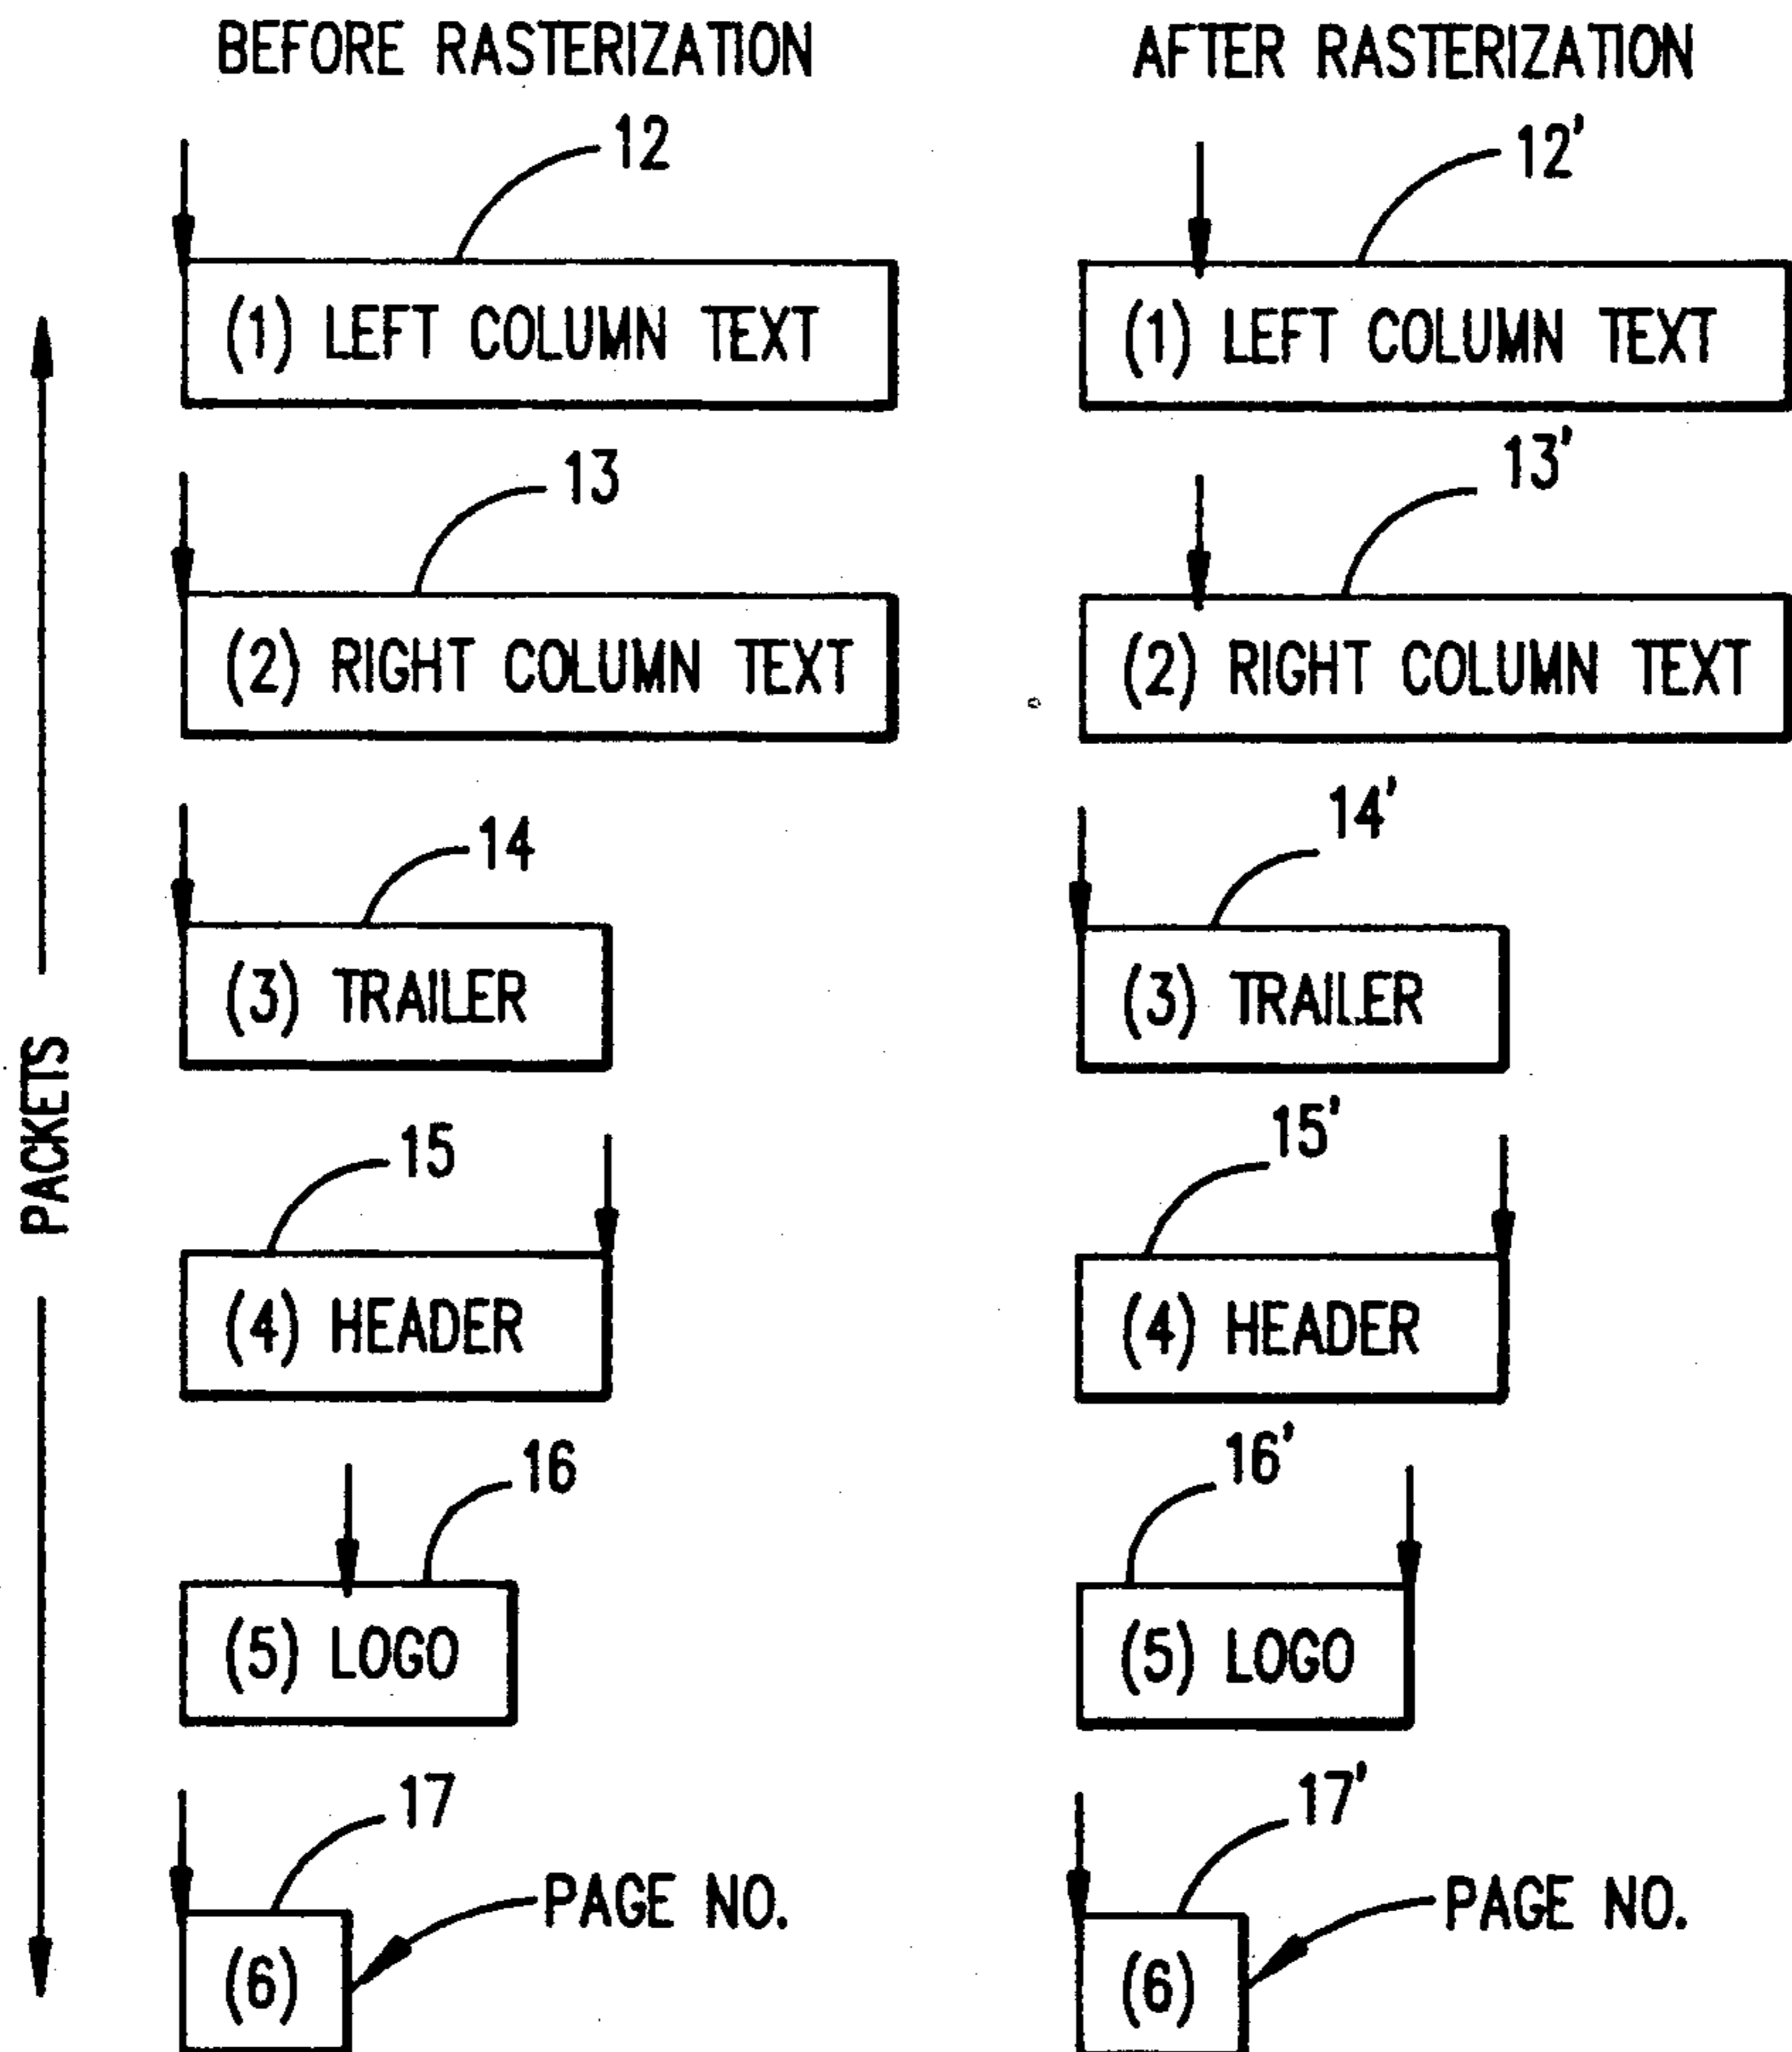 BEFORE RASTERIZATION
AFTER RASTERIZATION
12
12'
(1) LEFT COLUMN TEXT
(1) LEFT COLUMN TEXT
13
13'
(2) RIGHT COLUMN TEXT
(2) RIGHT COLUMN TEXT
14
14'
(3) TRAILER
(3) TRAILER
PACKETS
15
15'
(4) HEADER
(4) HEADER
16
16'
(5) LOGO
(5) LOGO
17
17'
PAGE NO.
PAGE NO.
(6)
(6)